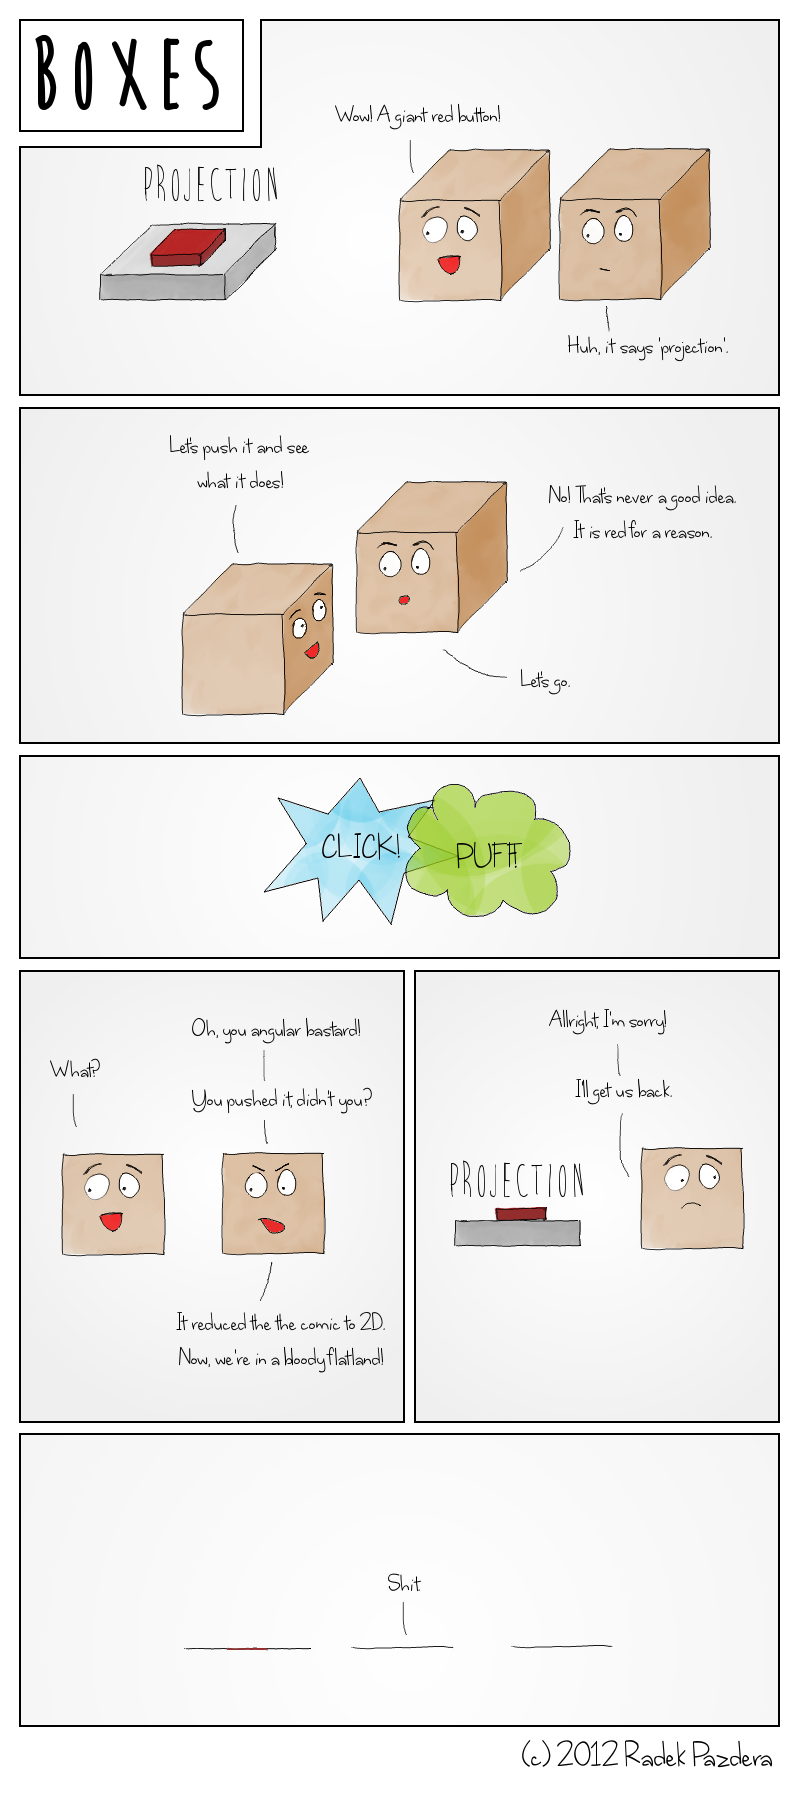 BOXES
Wow! A giant red button!
PROJECTION
Huh, it says 'projection'.
Let's push it and see
what it does!
No! That's never a good idea.
It is red for a reason.
Let's go.
CLICK!
PUFF!
Oh, you angular bastard!
What?
You pushed it, didn't you?
It reduced the the comic to 2D.
Now, we're in a bloody flatland!
Allright, I'm sorry!
I'll get us back.
PROJECTION
Shit
(c) 2012 Radek Pazdera